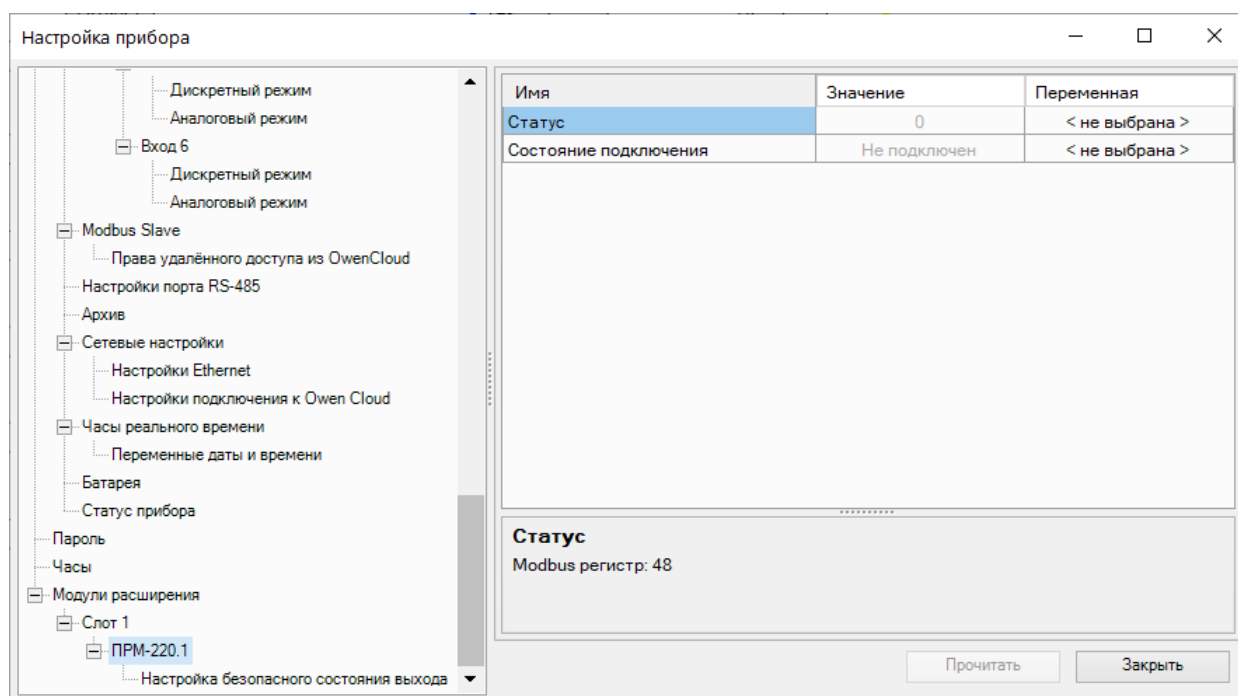 Настройка прибора
Дискретный режим
Аналоговый режим
Вход 6
Дискретный режим
Аналоговый режим
Modbus Slave
Права удалённого доступа из OwenCloud
Настройки порта RS-485
Архив
Сетевые настройки
Настройки Ethernet
Настройки подключения к Owen Cloud
Часы реального времени
Переменные даты и времени
Батарея
Статус прибора
Пароль
Часы
Модули расширения
Слот 1
ПРМ-220.1
Настройка безопасного состояния выхода
Имя Значение Переменная
Статус 0 < не выбрана >
Состояние подключения Не подключен < не выбрана >
Статус
Modbus регистр: 48
Прочитать Закрыть